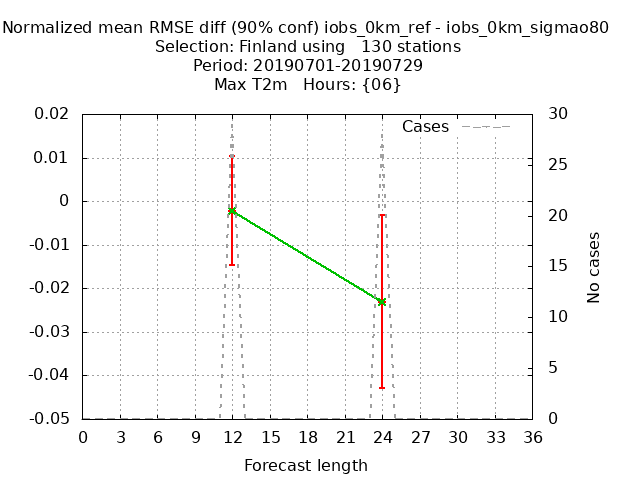 Normalized mean RMSE diff (90% conf) iobs_0km_ref - iobs_0km_sigmao80
Selection: Finland using   130 stations
Period: 20190701-20190729
Max T2m   Hours: {06}
Cases
0.02
0.01
0
-0.01
-0.02
-0.03
-0.04
-0.05
30
25
20
15
10
5
0
No cases
0 3 6 9 12 15 18 21 24 27 30 33 36
Forecast length